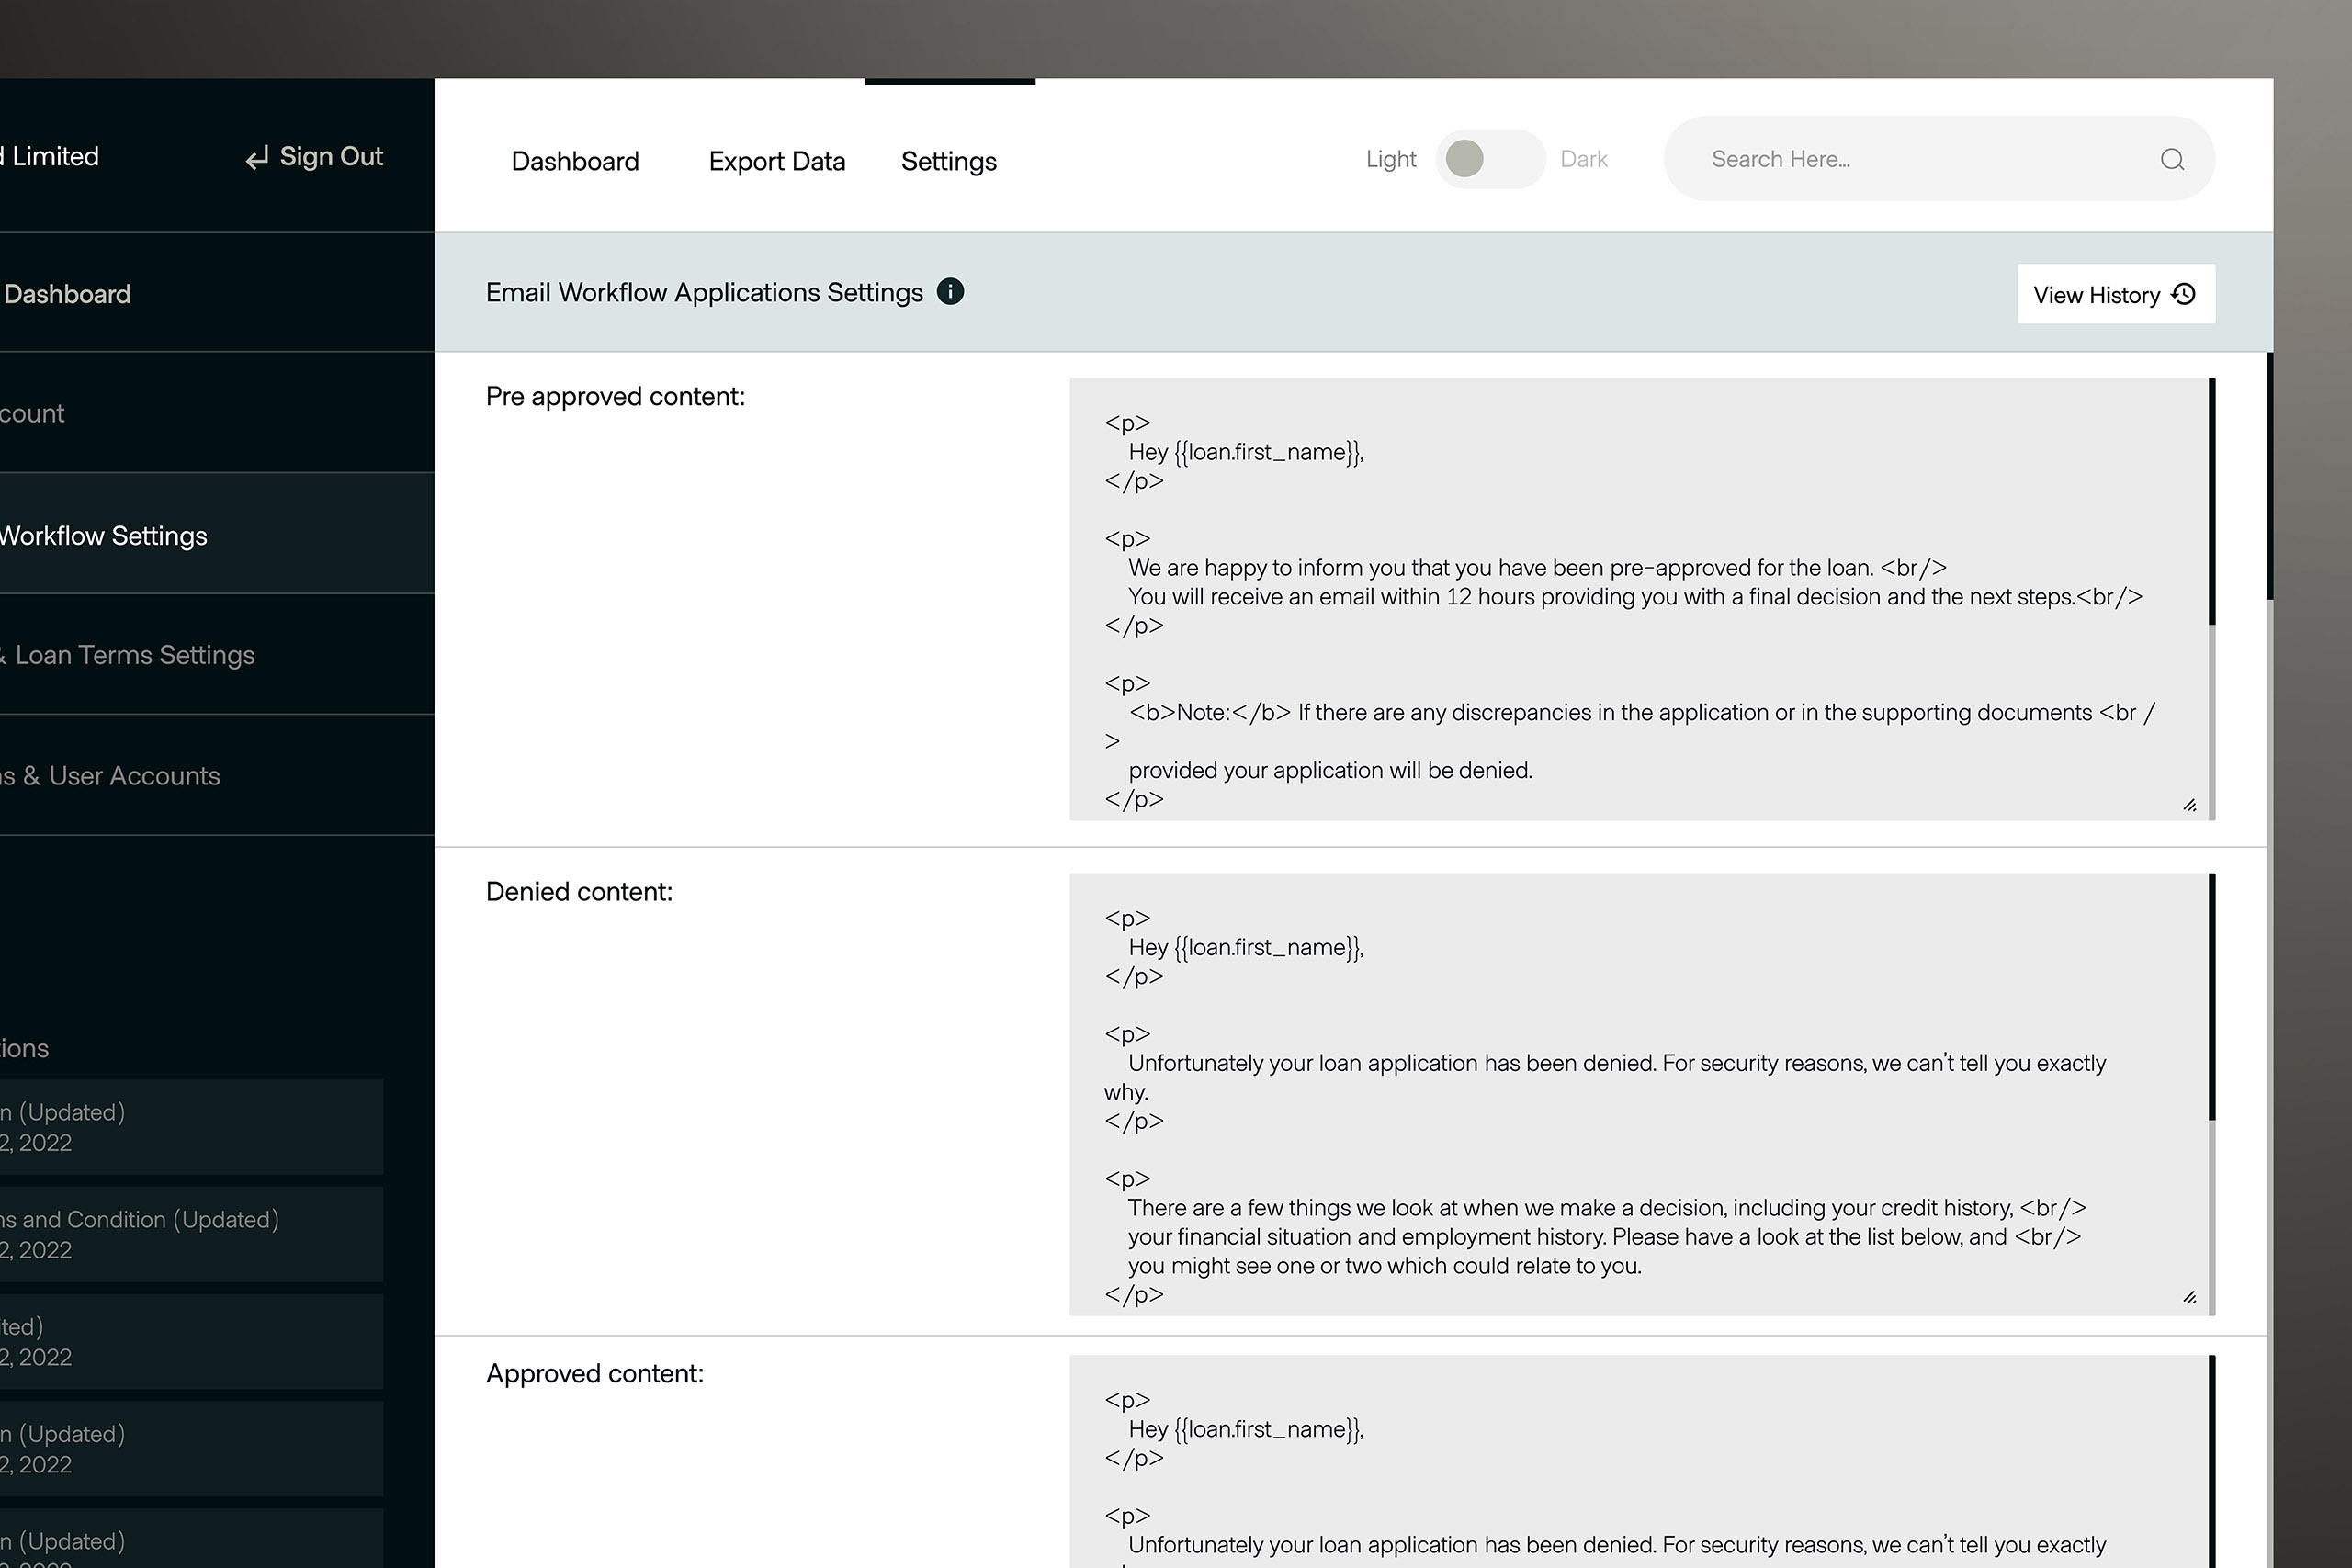 Limited
Sign Out
Dashboard
Workflow Settings
& Loan Terms Settings
& User Accounts
(Updated)
2, 2022
and Condition (Updated)
2, 2022
2, 2022
(Updated)
2, 2022
(Updated)
Dashboard
Export Data
Settings
Light
Dark
Search Here...
Email Workflow Applications Settings
View History
Pre approved content:
<p>
Hey {{loan.first_name}},
</p>
<p>
We are happy to inform you that you have been pre-approved for the loan. <br/>
You will receive an email within 12 hours providing you with a final decision and the next steps.<br/>
</p>
<p>
<b>Note:</b> If there are any discrepancies in the application or in the supporting documents <br /
>
provided your application will be denied.
</p>
Denied content:
<p>
Hey {{loan.first_name}},
</p>
<p>
Unfortunately your loan application has been denied. For security reasons, we can’t tell you exactly
why.
</p>
<p>
There are a few things we look at when we make a decision, including your credit history, <br/>
your financial situation and employment history. Please have a look at the list below, and <br/>
you might see one or two which could relate to you.
</p>
Approved content:
<p>
Hey {{loan.first_name}},
</p>
<p>
Unfortunately your loan application has been denied. For security reasons, we can’t tell you exactly